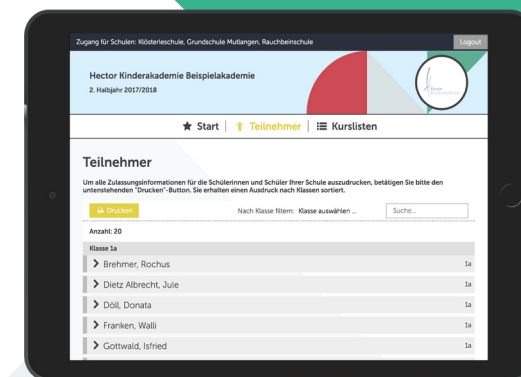 Zugang für Schulen: Klösterleschule, Grundschule Mutlangen, Rauchbeinschule
Logout
Hector Kinderakademie Beispielakademie
2. Halbjahr 2017/2018
Start | Teilnehmer | Kurslisten
Teilnehmer
Um alle Zulassungsinformationen für die Schülerinnen und Schüler Ihrer Schule auszudrucken, betätigen Sie bitte den
untenstehenden "Drucken"-Button. Sie erhalten einen Ausdruck nach Klassen sortiert.
Drucken
Nach Klasse filtern: Klasse auswählen ...
Suche...
Anzahl: 20
Klasse 1a
Brehmer, Rochus 1a
Dietz Albrecht, Jule 1a
Döll, Donata 1a
Franken, Walli 1a
Gottwald, Isfried 1a